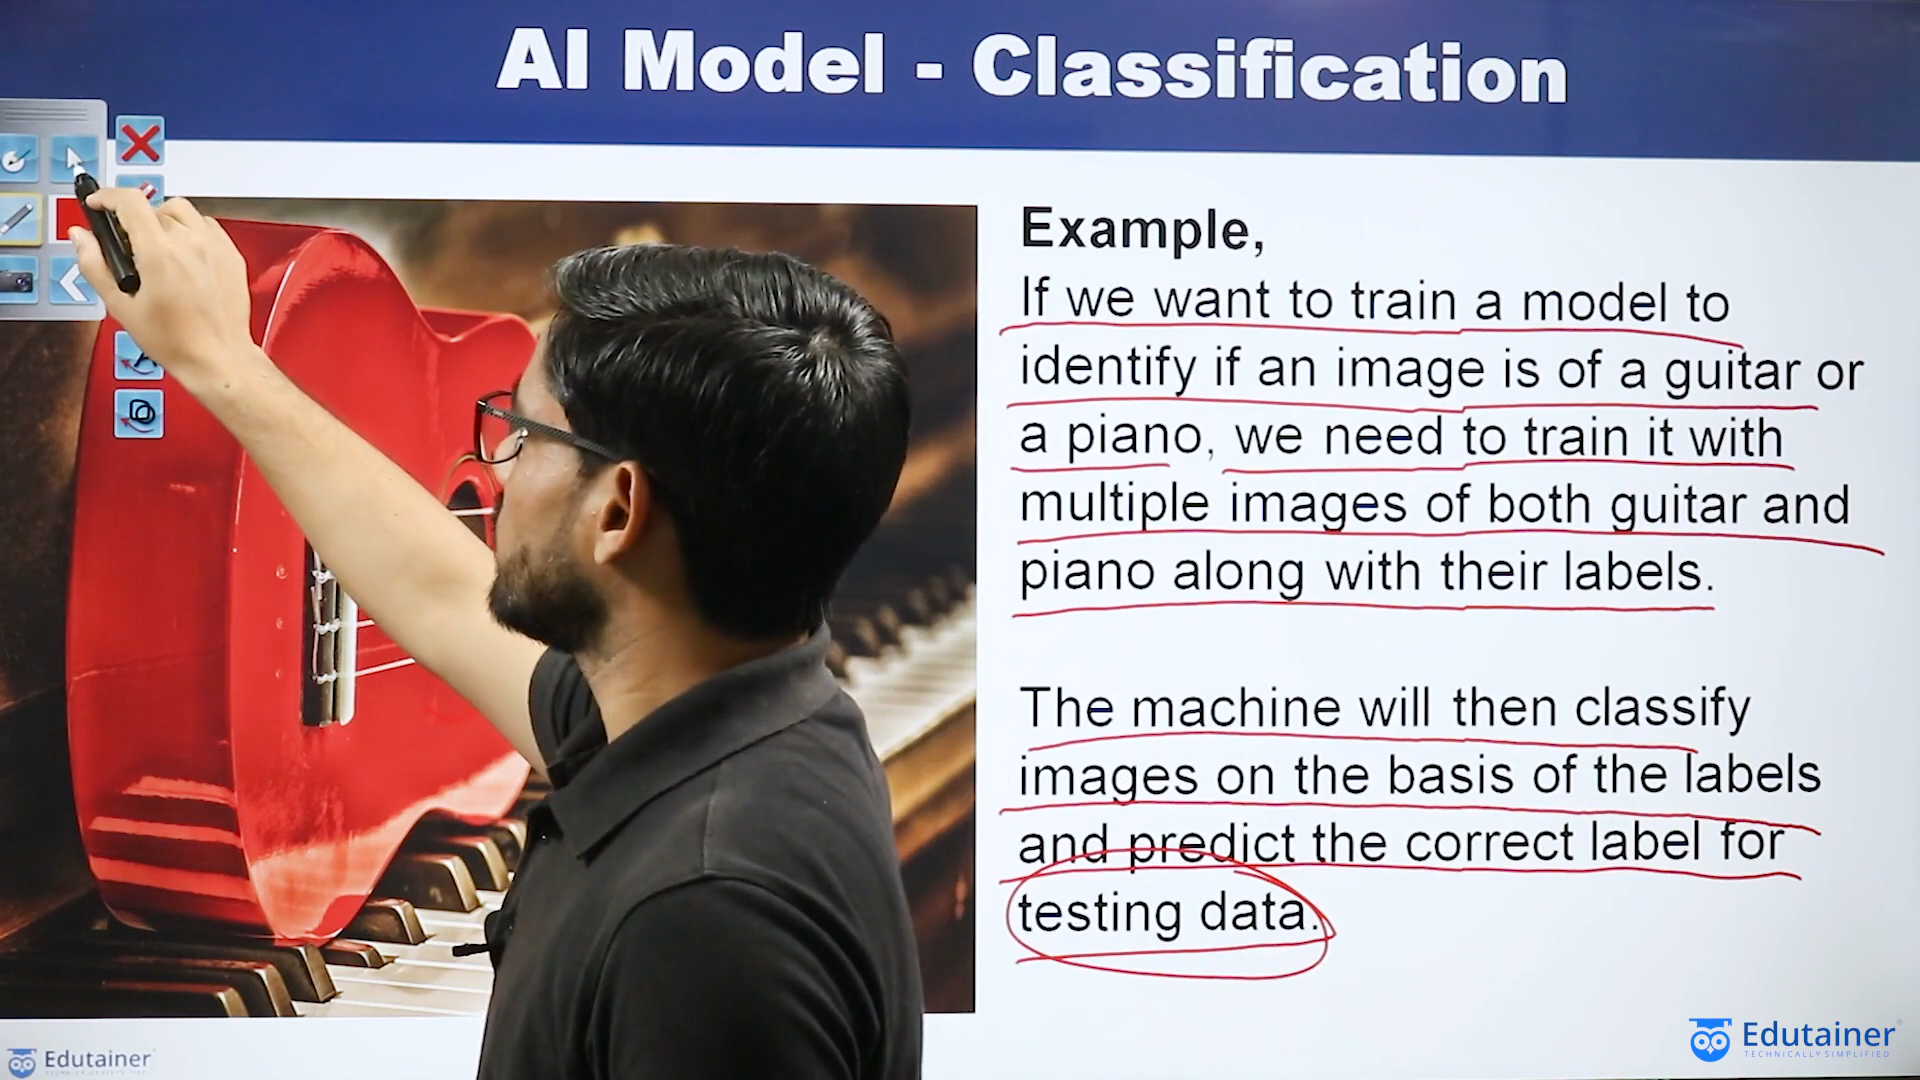 AI Model - Classification
Example,
If we want to train a model to
identify if an image is of a guitar or
a piano, we need to train it with
multiple images of both guitar and
piano along with their labels.
The machine will then classify
images on the basis of the labels
and predict the correct label for
testing data.
Edutainer
Edutainer
TECHNICALLY SIMPLIFIED